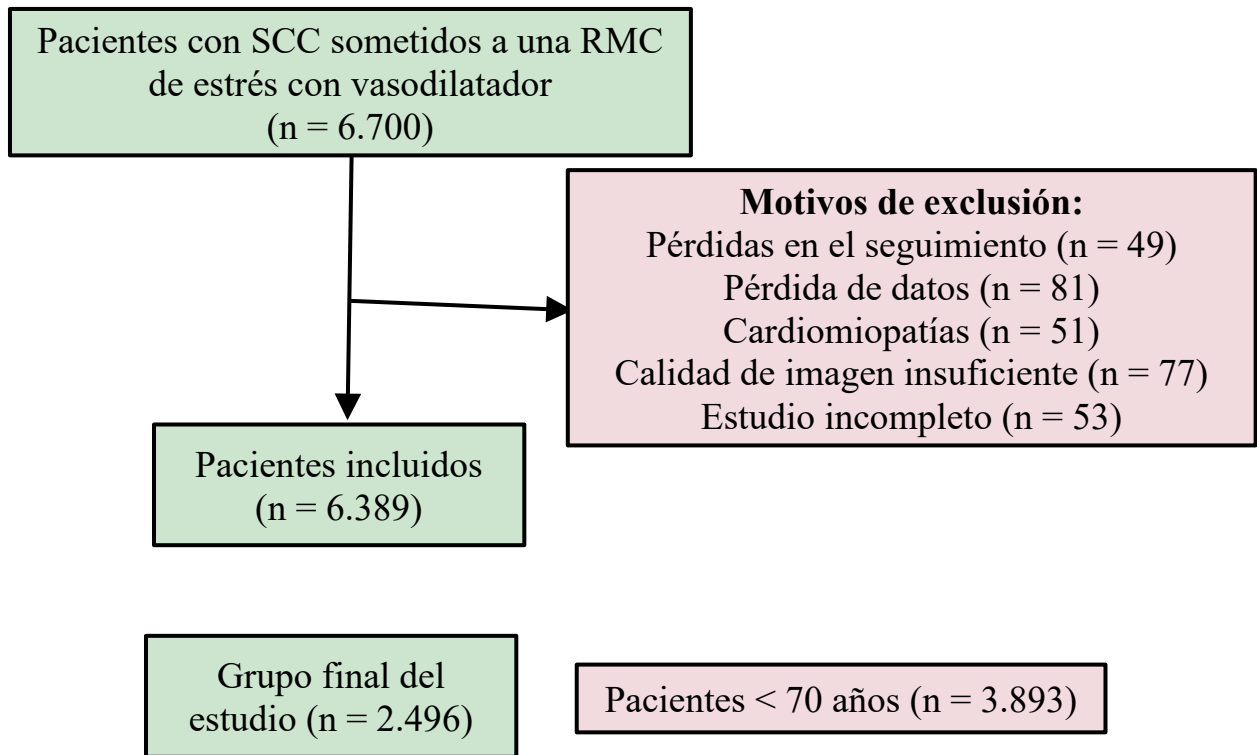 Pacientes con SCC sometidos a una RMC
de estrés con vasodilatador
(n = 6.700)
Motivos de exclusión:
Pérdidas en el seguimiento (n = 49)
Pérdida de datos (n = 81)
Cardiomiopatías (n = 51)
Calidad de imagen insuficiente (n = 77)
Estudio incompleto (n = 53)
Pacientes incluidos
(n = 6.389)
Grupo final del
estudio (n = 2.496)
Pacientes < 70 años (n = 3.893)